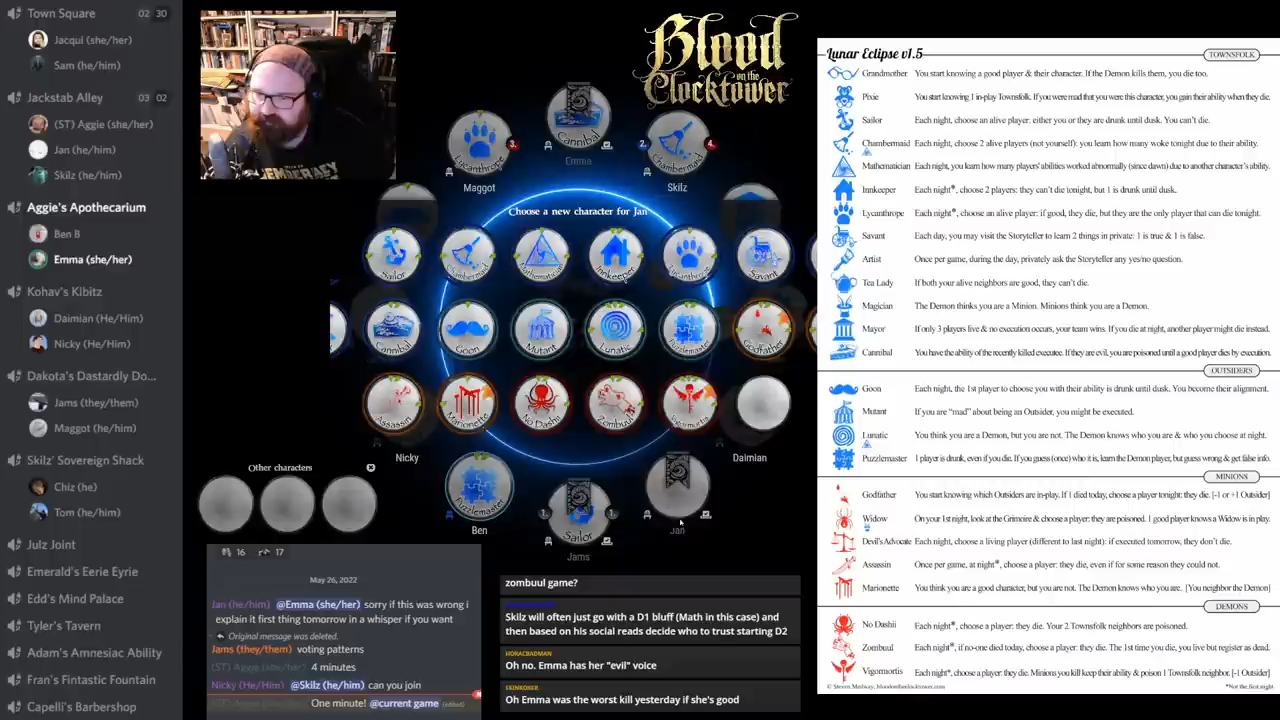 Town Square
02 30
Jacqui (she/her)
Sam (he/him)
Jackal's Alley
03 02
(ST) Aggie (she/her)
Jan (he/him)
Skilz (he/him)
Aggie's Apothecarium
Ben B
Emma (she/her)
Kohav's Kibitz
Daimian (He/Him)
Nicky (He/Him)
Dakota's Dastardly Do...
Jams (they/them)
Maggot (he/him)
Skilz' Severen Shack
Chiz (he)
Tom (he/him)
Julz Joint
Emerald's Eerie Eyrie
Edd's Mind Palace
Tyler's Tavern
Adam's Amnesiac Ability
Fran's Fantastic Fountain
Capelli's Barbershop
Blood
on the
Clocktower
Cannibal
Emma
Lycanthrope
3.
Maggot
Chambermaid
2.
4.
Skilz
Choose a new character for Jan
Sailor
Chambermaid
Mathematician
Innkeeper
Lycanthrope
Savant
Cannibal
Goon
Mutant
Lunatic
Puzzlemaster
Godfather
Assassin
Marionette
No Dashii
Zombuul
Vigormortis
Nicky
Daimian
Puzzlemaster
Ben
Sailor
1
1
Jams
Jan
Other characters
16
17
May 26, 2022
Jan (he/him) @Emma (she/her) sorry if this was wrong i
explain it first thing tomorrow in a whisper if you want
Original message was deleted.
Jams (they/them) voting patterns
(ST) Aggie (she/her) 4 minutes
Nicky (He/Him) @Skilz (he/him) can you join
One minute! @current game (edited)
zombuul game?
Skilz will often just go with a D1 bluff (Math in this case) and
then based on his social reads decide who to trust starting D2
HORACBADMAN
Oh no. Emma has her "evil" voice
Oh Emma was the worst kill yesterday if she's good
Lunar Eclipse v1.5
TOWNSFOLK
Grandmother You start knowing a good player & their character. If the Demon kills them, you die too.
Pixie You start knowing 1 in-play Townsfolk. If you were mad that you were this character, you gain their ability when they die.
Sailor Each night, choose an alive player: either you or they are drunk until dusk. You can't die.
Chambermaid Each night, choose 2 alive players (not yourself): you learn how many woke tonight due to their ability.
Mathematician Each night, you learn how many players' abilities worked abnormally (since dawn) due to another character's ability.
Innkeeper Each night*, choose 2 players: they can't die tonight, but 1 is drunk until dusk.
Lycanthrope Each night*, choose an alive player: if good, they die, but they are the only player that can die tonight.
Savant Each day, you may visit the Storyteller to learn 2 things in private: 1 is true & 1 is false.
Artist Once per game, during the day, privately ask the Storyteller any yes/no question.
Tea Lady If both your alive neighbors are good, they can't die.
Magician The Demon thinks you are a Minion. Minions think you are a Demon.
Mayor If only 3 players live & no execution occurs, your team wins. If you die at night, another player might die instead.
Cannibal You have the ability of the recently killed executee. If they are evil, you are poisoned until a good player dies by execution.
OUTSIDERS
Goon Each night, the 1st player to choose you with their ability is drunk until dusk. You become their alignment.
Mutant If you are "mad" about being an Outsider, you might be executed.
Lunatic You think you are a Demon, but you are not. The Demon knows who you are & who you choose at night.
Puzzlemaster 1 player is drunk, even if you die. If you guess (once) who it is, learn the Demon player, but guess wrong & get false info.
MINIONS
Godfather You start knowing which Outsiders are in-play. If 1 died today, choose a player tonight: they die. [-1 or +1 Outsider]
Widow On your 1st night, look at the Grimoire & choose a player: they are poisoned. 1 good player knows a Widow is in play.
Devil's Advocate Each night, choose a living player (different to last night): if executed tomorrow, they don't die.
Assassin Once per game, at night*, choose a player: they die, even if for some reason they could not.
Marionette You think you are a good character, but you are not. The Demon knows who you are. [You neighbor the Demon]
DEMONS
No Dashii Each night*, choose a player: they die. Your 2 Townsfolk neighbors are poisoned.
Zombuul Each night*, if no-one died today, choose a player: they die. The 1st time you die, you live but register as dead.
Vigormortis Each night*, choose a player: they die. Minions you kill keep their ability & poison 1 Townsfolk neighbor. [-1 Outsider]
*Not the first night